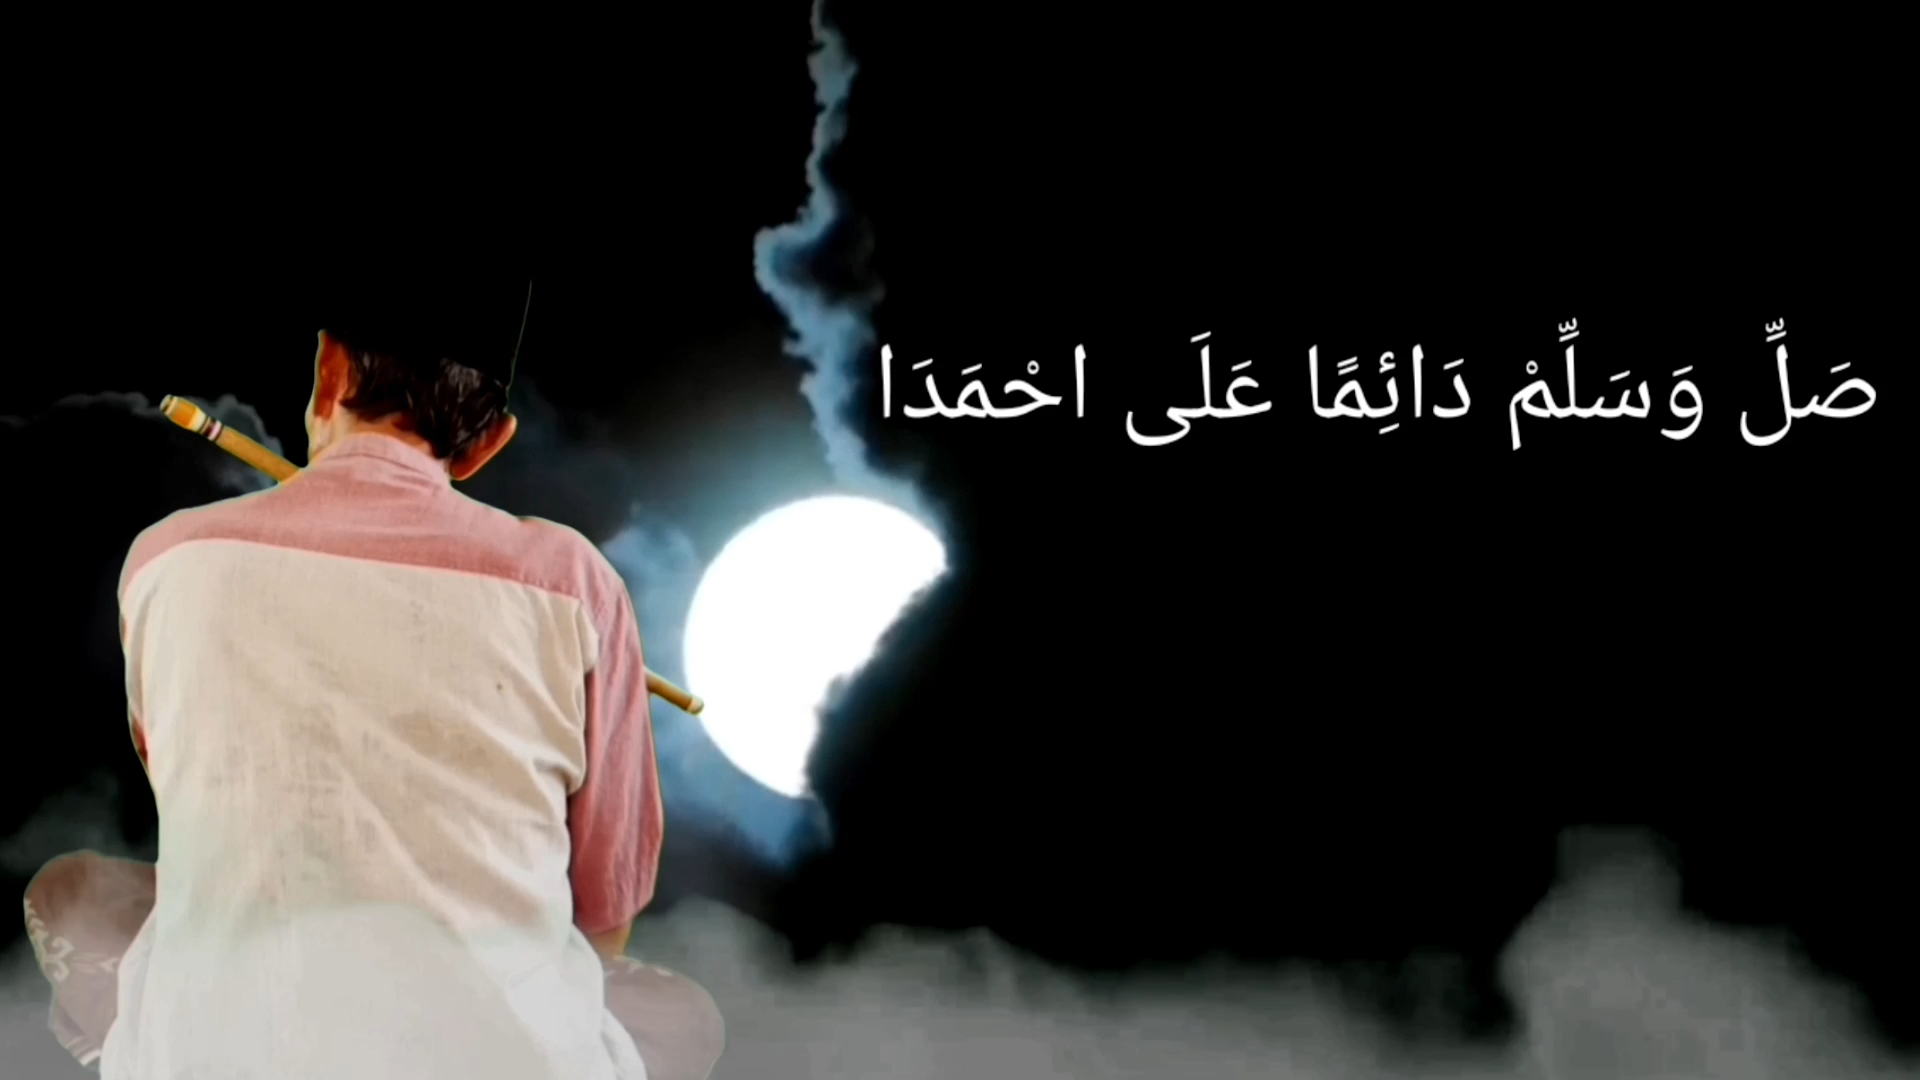 صَلِّ وَسَلِّمْ دَائِمًا عَلَى احْمَدَا